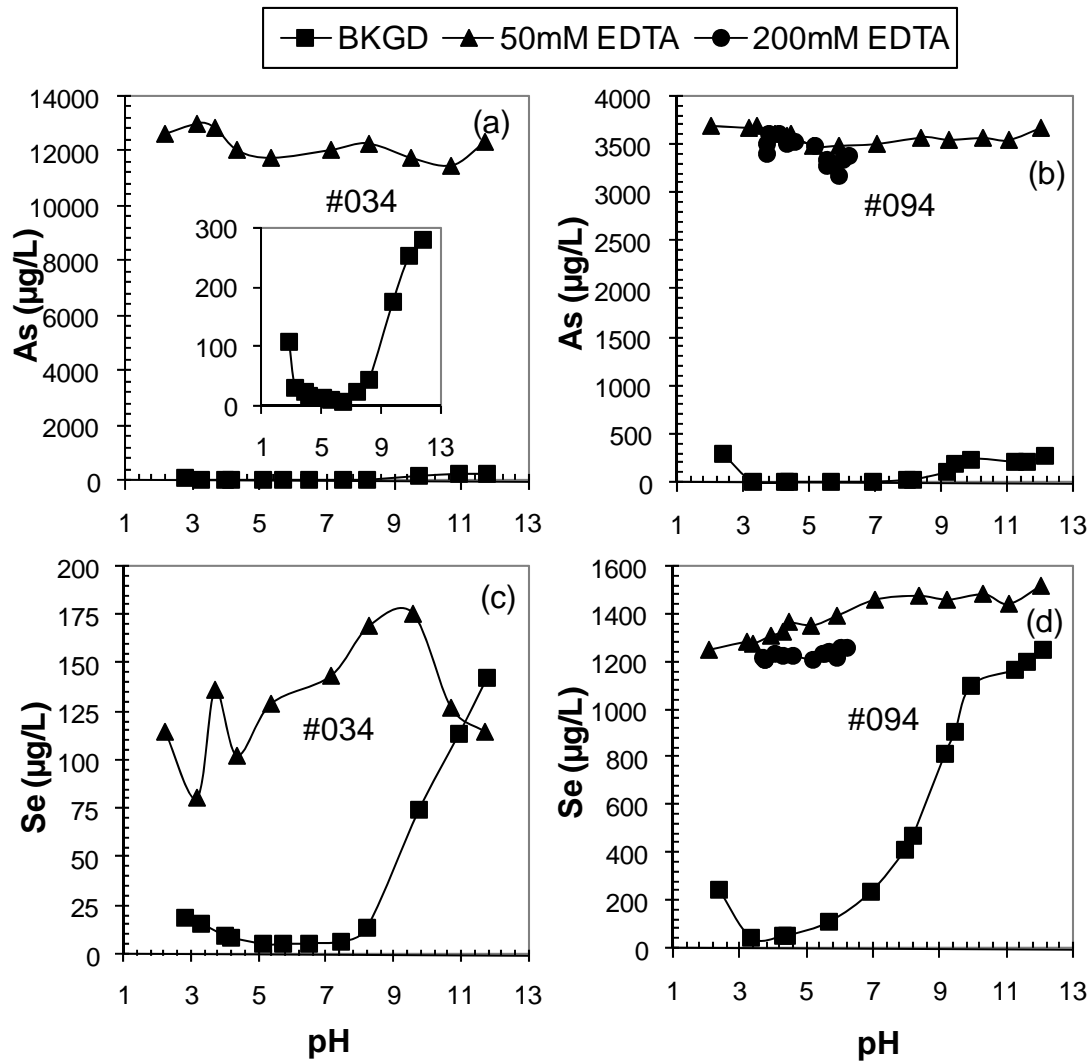 BKGD 50mM EDTA 200mM EDTA
14000
12000
10000
8000
6000
4000
2000
0
As (µg/L)
(a)
#034
300
200
100
0
1 5 9 13
1 3 5 7 9 11 13
4000
3500
3000
2500
2000
1500
1000
500
0
As (µg/L)
(b)
#094
1 3 5 7 9 11 13
200
175
150
125
100
75
50
25
0
Se (µg/L)
(c)
#034
1 3 5 7 9 11 13
pH
1600
1400
1200
1000
800
600
400
200
0
Se (µg/L)
(d)
#094
1 3 5 7 9 11 13
pH